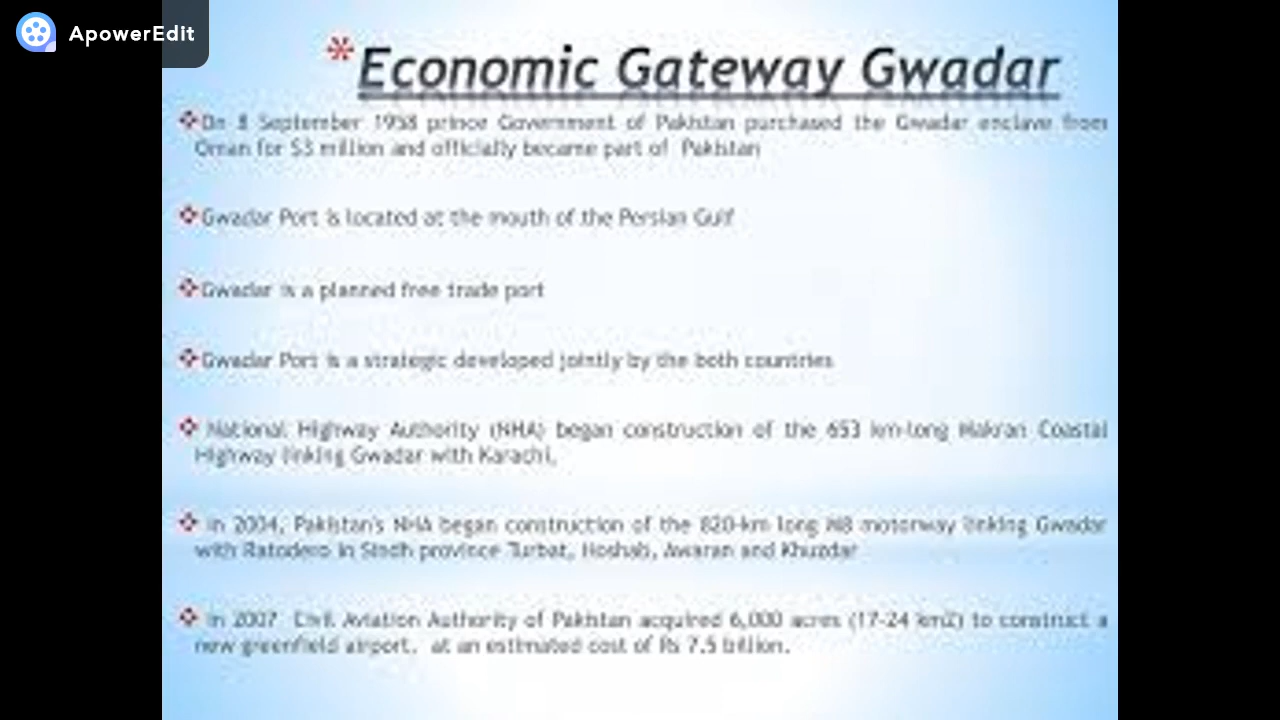 ApowerEdit
*Economic Gateway Gwadar
❖On 8 September 1958 prince Government of Pakistan purchased the Gwadar enclave from
Oman for $3 million and officially became part of Pakistan
❖Gwadar Port is located at the mouth of the Persian Gulf
❖Gwadar is a planned free trade port
❖Gwadar Port is a strategic developed jointly by the both countries
❖ National Highway Authority (NHA) began construction of the 653 km-long Makran Coastal
Highway linking Gwadar with Karachi.
❖ In 2004, Pakistan's NHA began construction of the 820-km long M8 motorway linking Gwadar
with Ratodero in Sindh province Turbat, Hoshab, Awaran and Khuzdar
❖ In 2007 Civil Aviation Authority of Pakistan acquired 6,000 acres (17-24 km2) to construct a
new greenfield airport, at an estimated cost of Rs 7.5 billion.